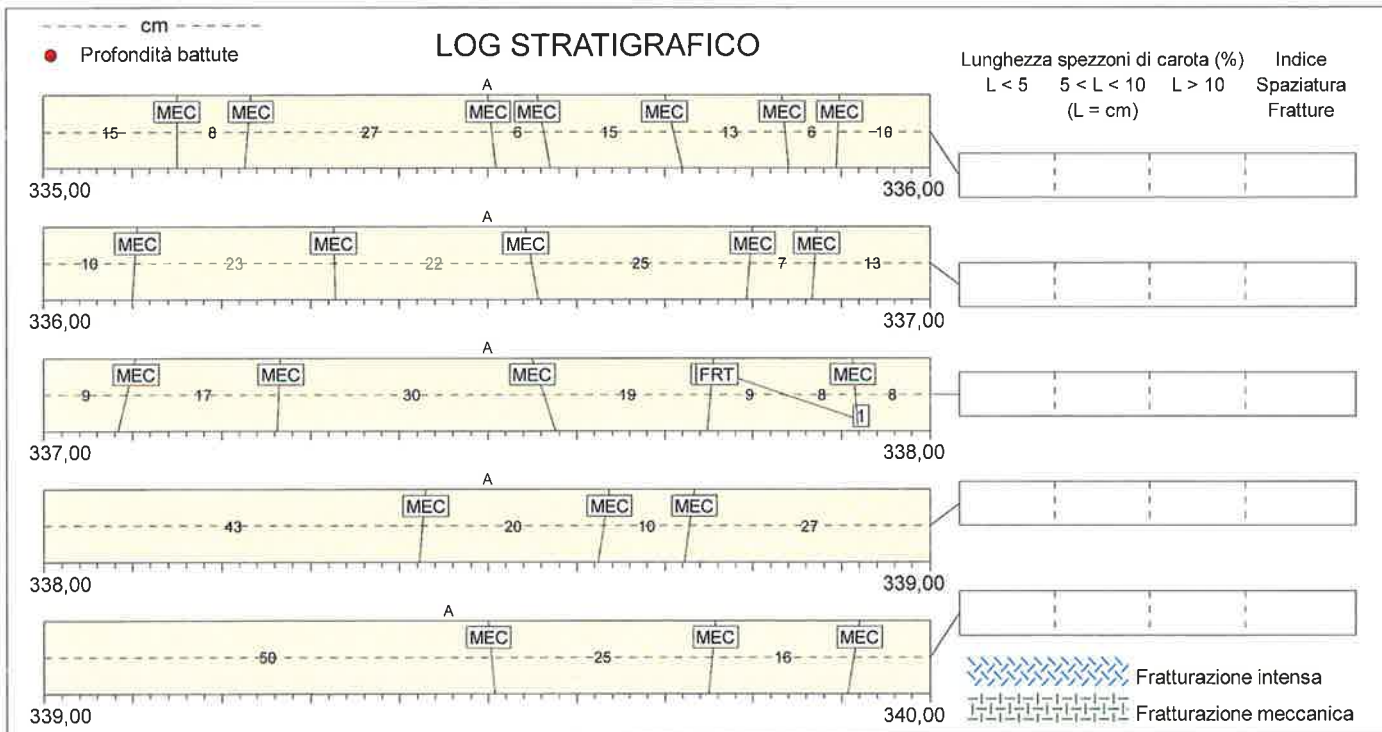 cm
Profondità battute
LOG STRATIGRAFICO
Lunghezza spezzoni di carota (%) Indice
L < 5 5 < L < 10 L > 10 Spaziatura
(L = cm) Fratture
A
MEC MEC MEC MEC MEC MEC MEC
15 8 27 6 15 13 6 10
335,00 336,00
A
MEC MEC MEC MEC MEC
10 23 22 25 7 13
336,00 337,00
A
MEC MEC MEC FRT MEC
9 17 30 19 9 8 8
1
337,00 338,00
A
MEC MEC MEC
43 20 10 27
338,00 339,00
A
MEC MEC MEC
50 25 16
339,00 340,00
Fratturazione intensa
Fratturazione meccanica